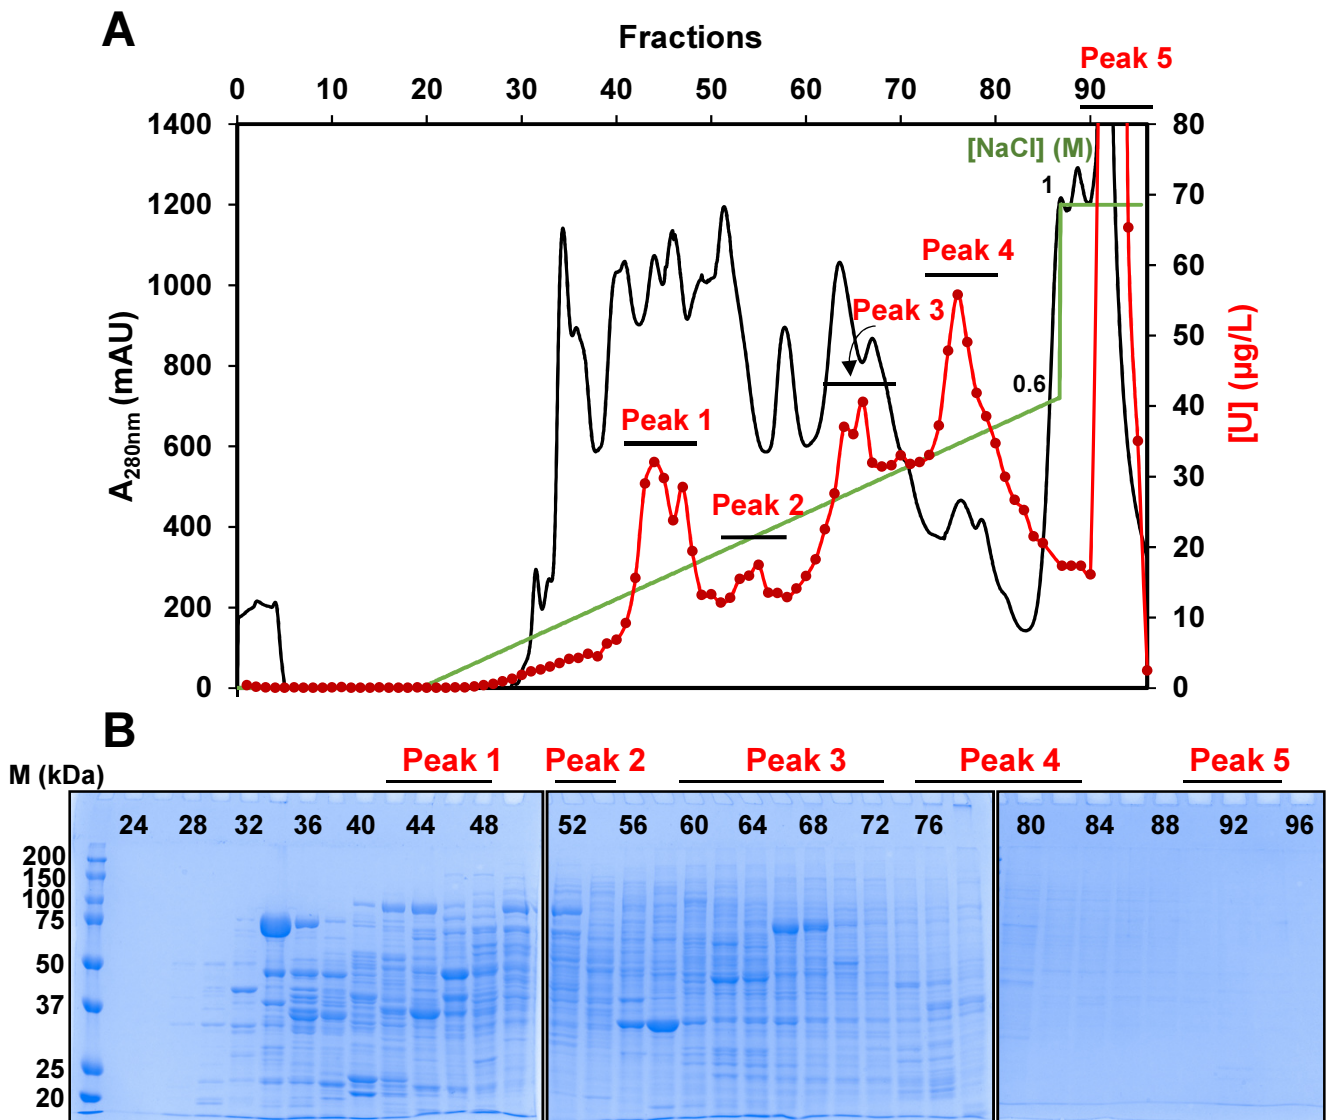 A
Fractions
Peak 5
0 10 20 30 40 50 60 70 80 90
1400 80
[NaCl] (M)
1200 1 70
1000 Peak 4 60
Peak 3 50
800
0.6
600 Peak 1 40
30
400 Peak 2
20
200
10
0 0
A280nm (mAU)
[U] (µg/L)
B
Peak 1 Peak 2 Peak 3 Peak 4 Peak 5
M (kDa)
24 28 32 36 40 44 48 52 56 60 64 68 72 76 80 84 88 92 96
200
150
100
75
50
37
25
20